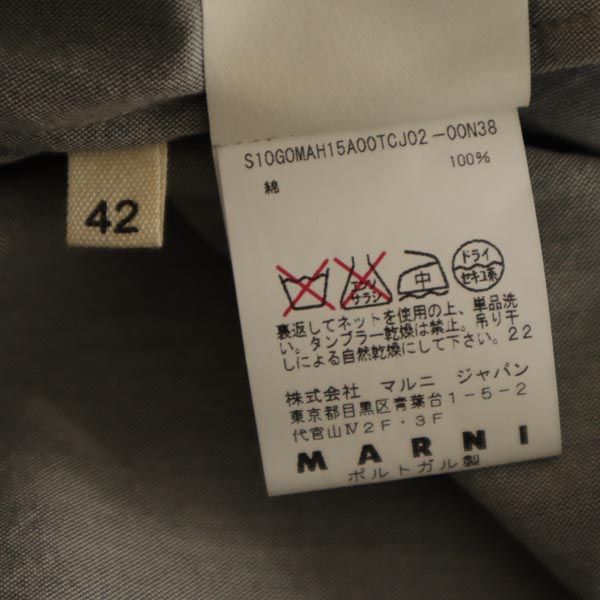 S10G0MAH15A00TCJ02-00N38
綿 100%
42
エンソ
サラシ
中
ドライ
セキユ系
裏返してネットを使用の上、単品洗
い。タンブラー乾燥は禁止。吊り干
しによる自然乾燥にして下さい。22
株式会社 マルニ ジャパン
東京都目黒区青葉台1-5-2
代官山Ⅳ2F・3F
MARNI
ポルトガル製